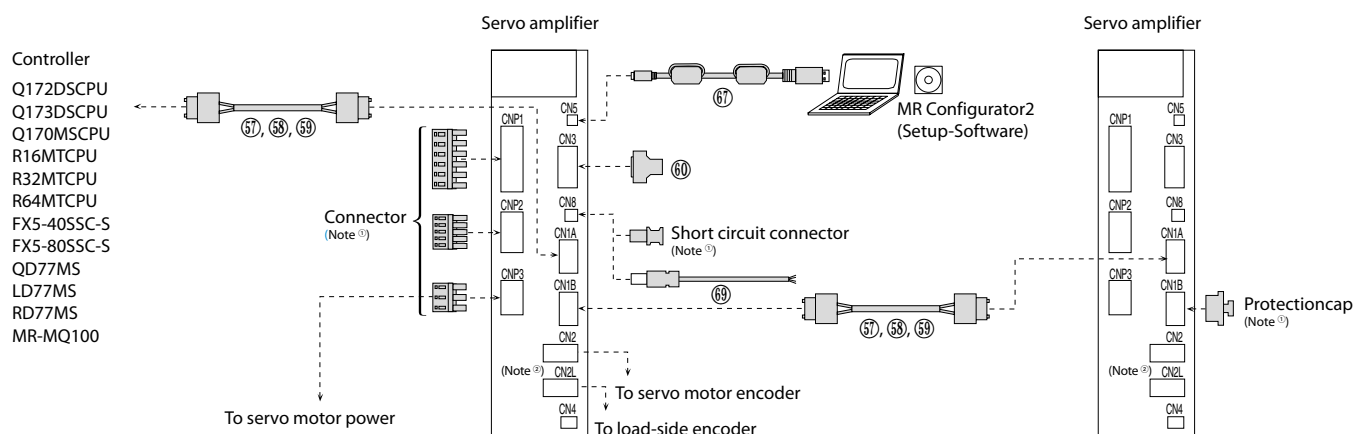 Servo amplifier
Servo amplifier
Controller
Q172DSCPU
Q173DSCPU
Q170MSCPU
R16MTCPU
R32MTCPU
R64MTCPU
FX5-40SSC-S
FX5-80SSC-S
QD77MS
LD77MS
RD77MS
MR-MQ100
㊼, ㊽, ㊾
Connector
(Note ①)
To servo motor power
CNP1
CNP2
CNP3
CN5
CN3
CN8
CN1A
CN1B
CN2
(Note ②)
CN2L
CN4
67
MR Configurator2
(Setup-Software)
60
Short circuit connector
(Note ①)
69
57, 58, 59
To servo motor encoder
To load-side encoder
CNP1
CNP2
CNP3
CN5
CN3
CN8
CN1A
CN1B
CN2
(Note ②)
CN2L
CN4
Protectioncap
(Note ①)